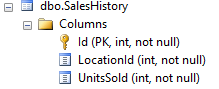 dbo.SalesHistory
Columns
Id (PK, int, not null)
LocationId (int, not null)
UnitsSold (int, not null)